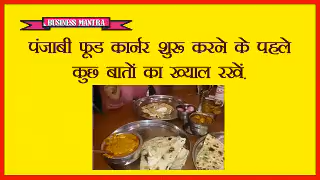 BUSINESS MANTRA
पंजाबी फूड कार्नर शुरू करने के पहले
कुछ बातों का ख्याल रखें.